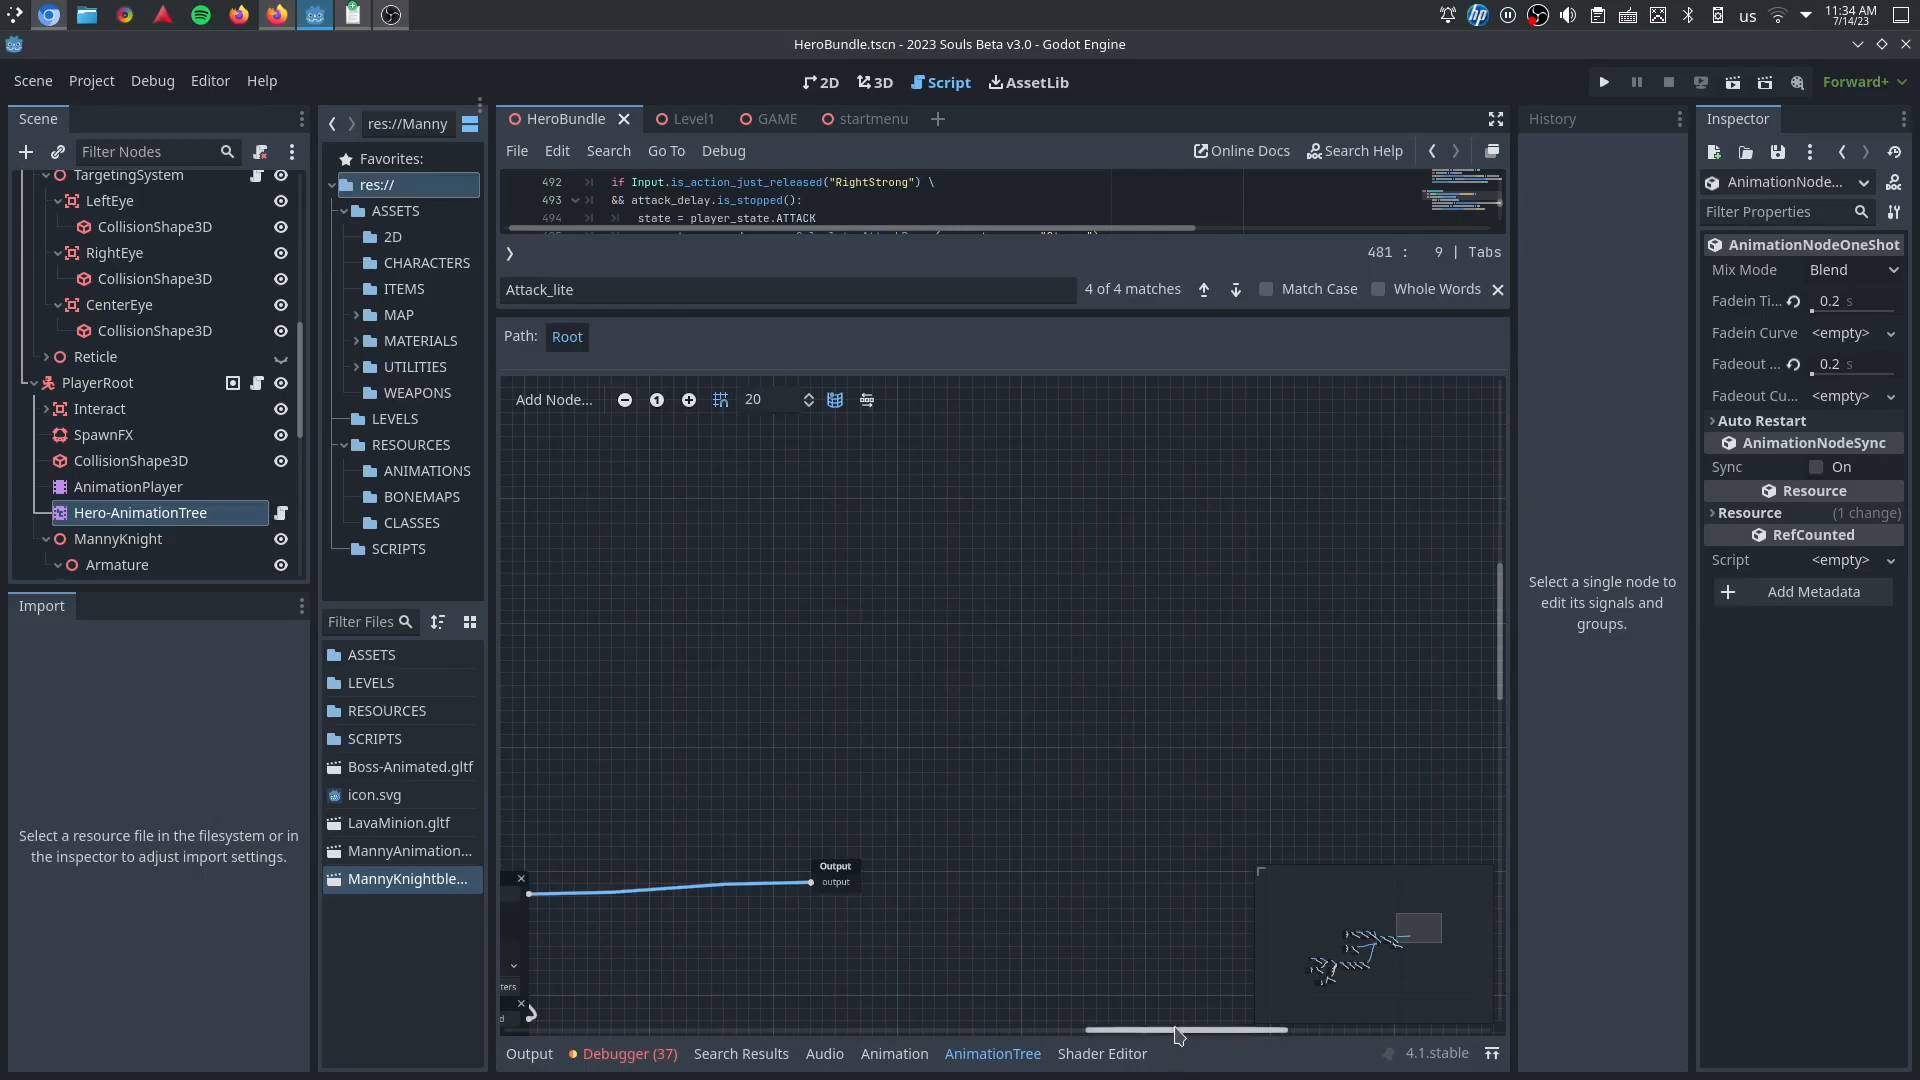 us
11:34 AM
7/14/23
HeroBundle.tscn - 2023 Souls Beta v3.0 - Godot Engine
Scene Project Debug Editor Help
2D 3D Script AssetLib
Forward+
Scene
Filter Nodes
TargetingSystem
LeftEye
CollisionShape3D
RightEye
CollisionShape3D
CenterEye
CollisionShape3D
Reticle
PlayerRoot
Interact
SpawnFX
CollisionShape3D
AnimationPlayer
Hero-AnimationTree
MannyKnight
Armature
Import
Select a resource file in the filesystem or in
the inspector to adjust import settings.
res://Manny
Favorites:
res://
ASSETS
2D
CHARACTERS
ITEMS
MAP
MATERIALS
UTILITIES
WEAPONS
LEVELS
RESOURCES
ANIMATIONS
BONEMAPS
CLASSES
SCRIPTS
Filter Files
ASSETS
LEVELS
RESOURCES
SCRIPTS
Boss-Animated.gltf
icon.svg
LavaMinion.gltf
MannyAnimation...
MannyKnightble...
HeroBundle Level1 GAME startmenu
File Edit Search Go To Debug
Online Docs Search Help
492 if Input.is_action_just_released("RightStrong") \
493 && attack_delay.is_stopped():
494 state = player_state.ATTACK
481 : 9 | Tabs
Attack_lite
4 of 4 matches
Match Case Whole Words
Path: Root
Add Node... 20
Output
output
ters
d
Output Debugger (37) Search Results Audio Animation AnimationTree Shader Editor
4.1.stable
History
Select a single node to
edit its signals and
groups.
Inspector
AnimationNode...
Filter Properties
AnimationNodeOneShot
Mix Mode Blend
Fadein Ti... 0.2 s
Fadein Curve <empty>
Fadeout ... 0.2 s
Fadeout Cu... <empty>
Auto Restart
AnimationNodeSync
Sync On
Resource
Resource (1 change)
RefCounted
Script <empty>
Add Metadata